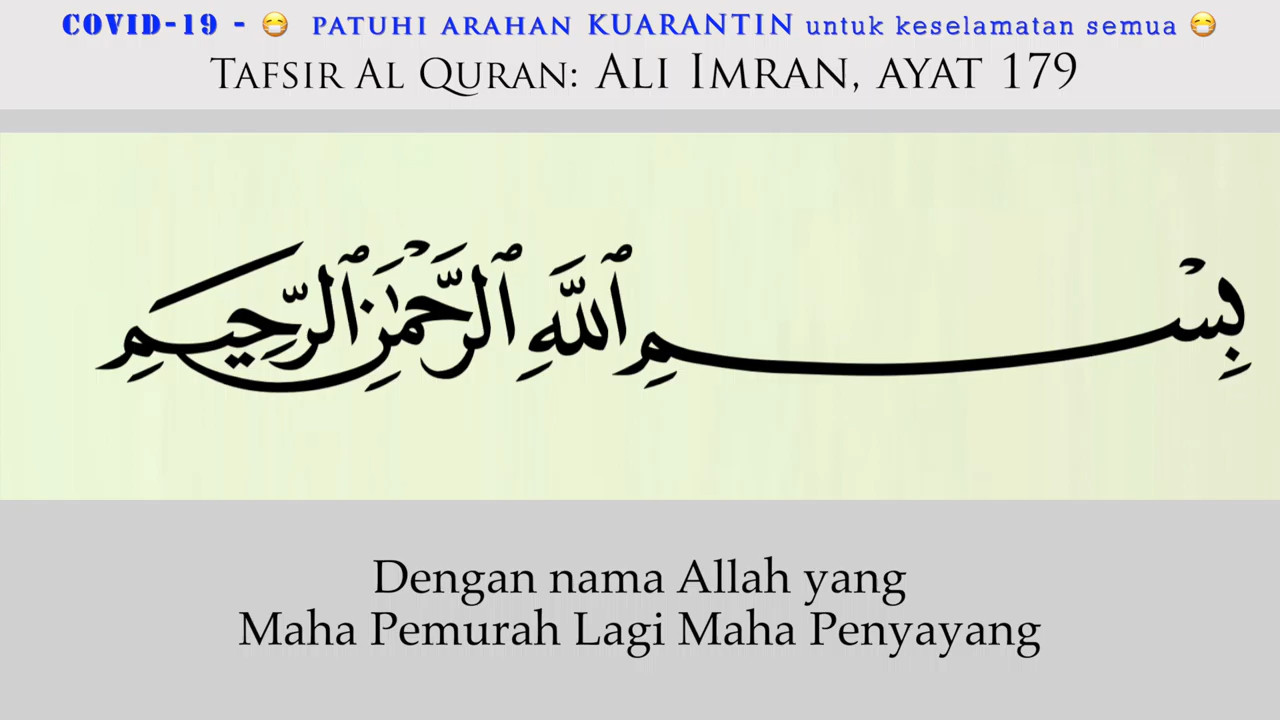 COVID-19 - 😷 PATUHI ARAHAN KUARANTIN untuk keselamatan semua 😷
TAFSIR AL QURAN: ALI IMRAN, AYAT 179
بِسْمِ ٱللَّهِ ٱلرَّحْمَٰنِ ٱلرَّحِيمِ
Dengan nama Allah yang
Maha Pemurah Lagi Maha Penyayang